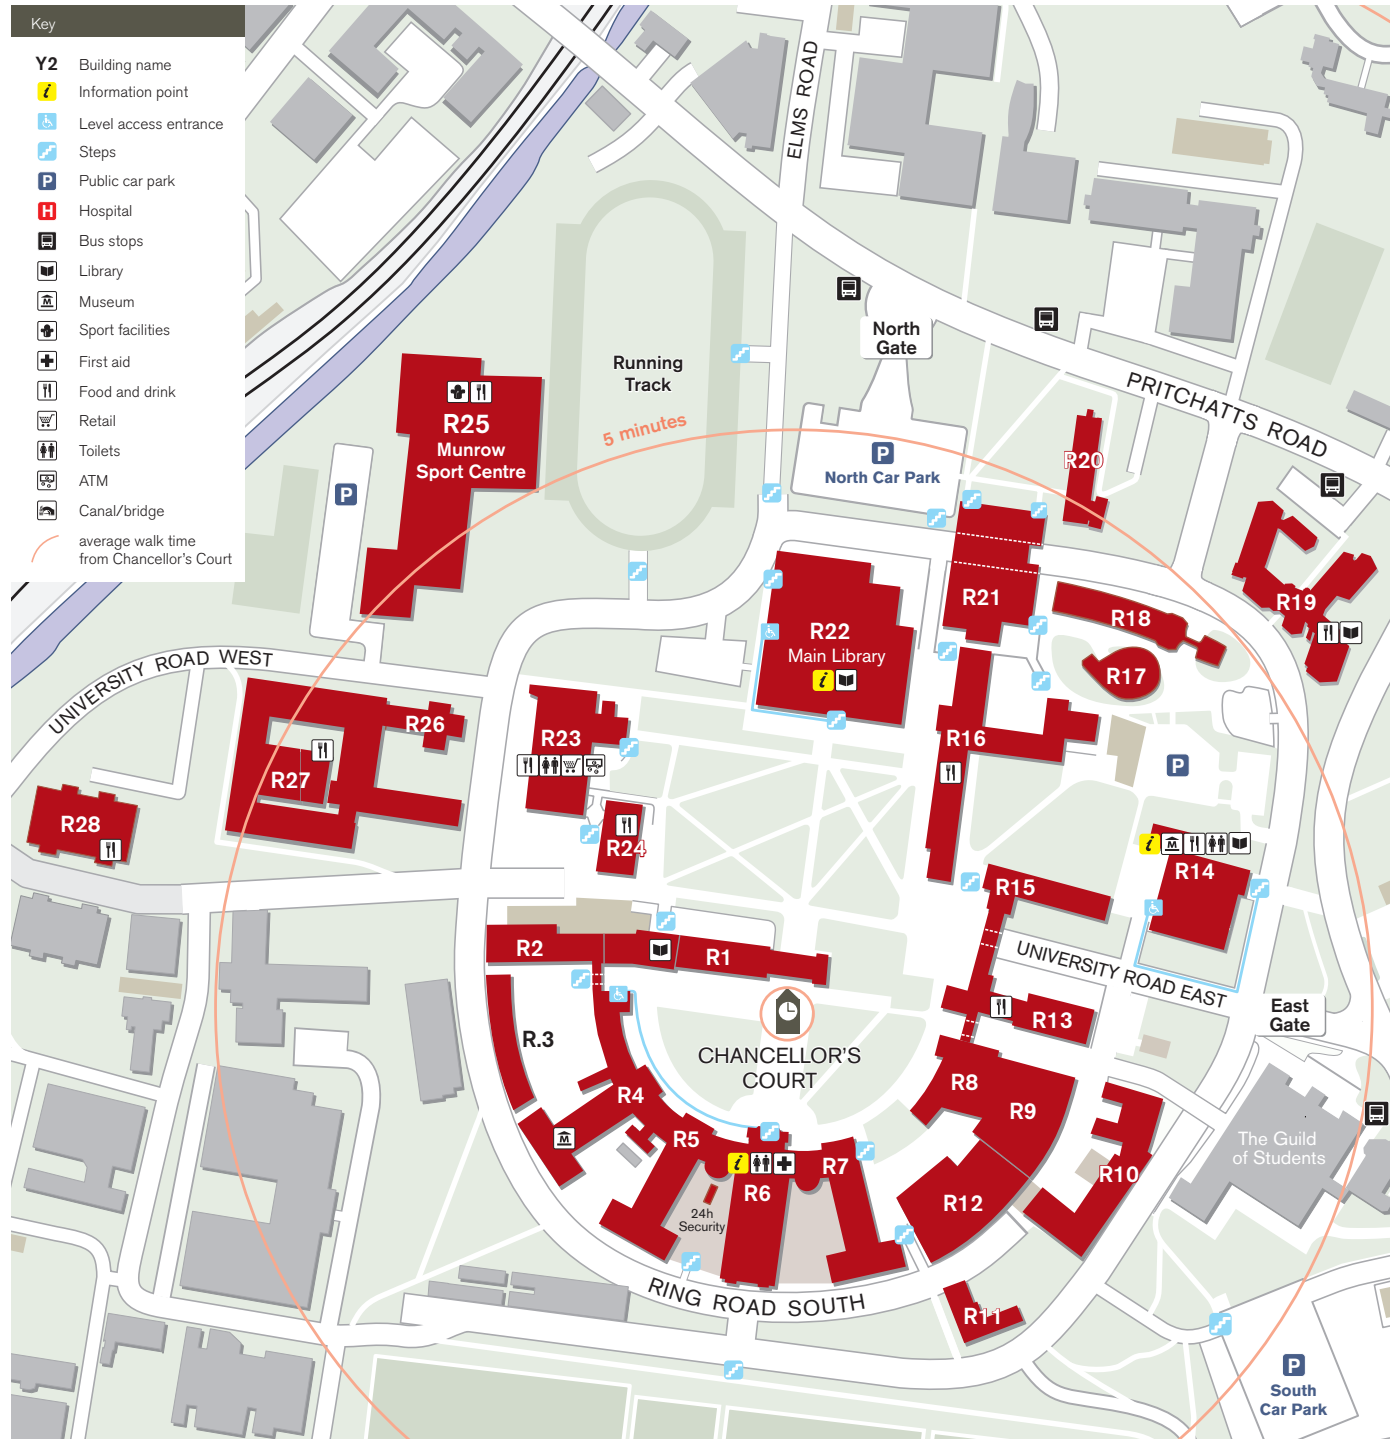 Key
Y2 Building name
i Information point
Level access entrance
Steps
P Public car park
H Hospital
Bus stops
Library
M Museum
Sport facilities
First aid
Food and drink
Retail
Toilets
ATM
Canal/bridge
average walk time
from Chancellor's Court
ELMS ROAD
North
Gate
Running
Track
5 minutes
PRITCHATTS ROAD
R25
Munrow
Sport Centre
P
P
North Car Park
R20
R19
R21
R18
R22
Main Library
i
R17
UNIVERSITY ROAD WEST
R26
R23
R16
R27
P
R28
R24
i M
R14
R15
R2
R1
UNIVERSITY ROAD EAST
East
Gate
R13
R.3
CHANCELLOR'S
COURT
R4
R8
R9
M
R5
R7
i
R6
R10
The Guild
of Students
R12
24h
Security
RING ROAD SOUTH
R11
P
South
Car Park